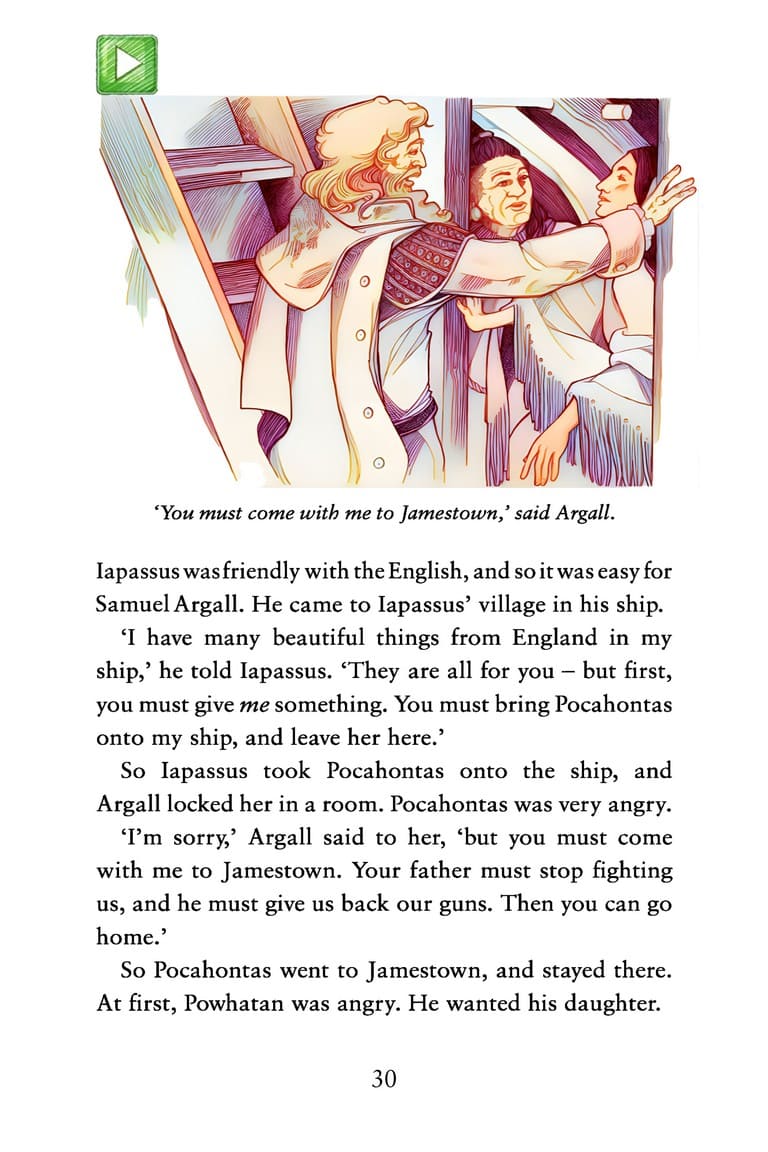 ‘You must come with me to Jamestown,’ said Argall.
Iapassus was friendly with the English, and so it was easy for
Samuel Argall. He came to Iapassus’ village in his ship.
‘I have many beautiful things from England in my
ship,’ he told Iapassus. ‘They are all for you – but first,
you must give me something. You must bring Pocahontas
onto my ship, and leave her here.’
So Iapassus took Pocahontas onto the ship, and
Argall locked her in a room. Pocahontas was very angry.
‘I’m sorry,’ Argall said to her, ‘but you must come
with me to Jamestown. Your father must stop fighting
us, and he must give us back our guns. Then you can go
home.’
So Pocahontas went to Jamestown, and stayed there.
At first, Powhatan was angry. He wanted his daughter.
30